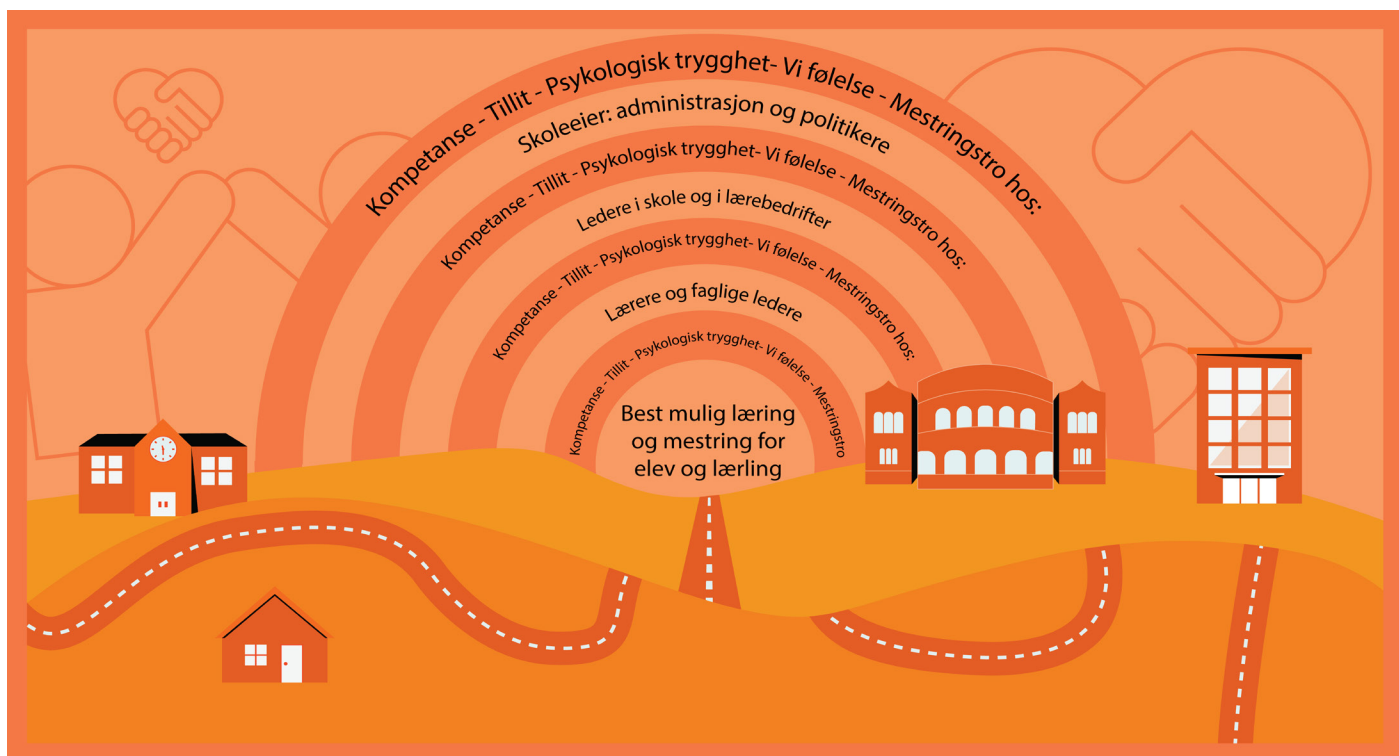 Kompetanse - Tillit - Psykologisk trygghet- Vi følelse - Mestringstro hos:
Skoleeier: administrasjon og politikere
Kompetanse - Tillit - Psykologisk trygghet- Vi følelse - Mestringstro hos:
Ledere i skole og i lærebedrifter
Kompetanse - Tillit - Psykologisk trygghet- Vi følelse - Mestringstro hos:
Lærere og faglige ledere
Kompetanse - Tillit - Psykologisk trygghet- Vi følelse - Mestringstro
Best mulig læring
og mestring for
elev og lærling